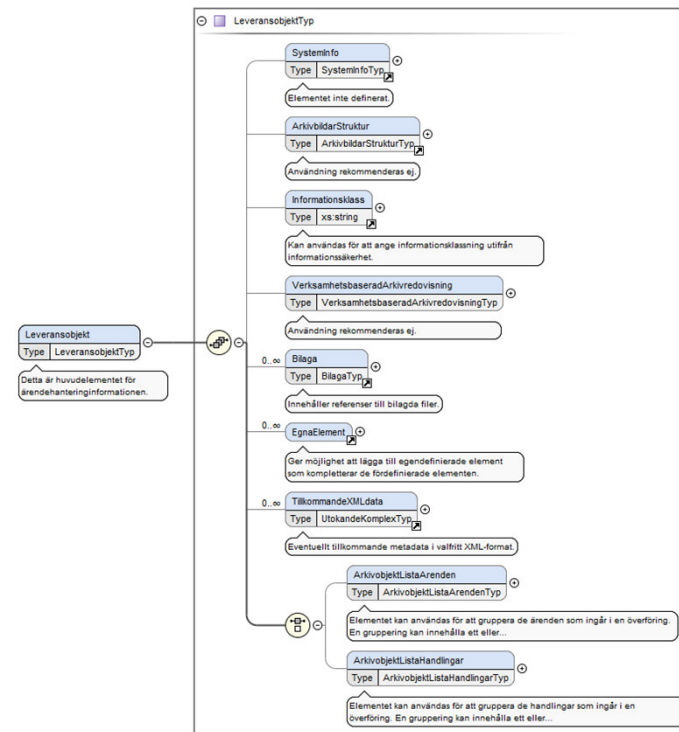 LeveransobjektTyp
SystemInfo
Type SystemInfoTyp
Elementet inte definerat.
ArkivbildarStruktur
Type ArkivbildarStrukturTyp
Användning rekommenderas ej.
Informationsklass
Type xs:string
Kan användas för att ange informationsklassning utifrån
informationssäkerhet.
VerksamhetsbaseradArkivredovisning
Type VerksamhetsbaseradArkivredovisningTyp
Användning rekommenderas ej.
Leveransobjekt
Type LeveransobjektTyp
Detta är huvudelementet för
ärendehanteringinformationen.
0..∞ Bilaga
Type BilagaTyp
Innehåller referenser till bilagda filer.
0..∞ EgnaElement
Ger möjlighet att lägga till egendefinierade element
som kompletterar de fördefinierade elementen.
0..∞ TillkommandeXMLdata
Type UtokandeKomplexTyp
Eventuellt tillkommande metadata i valfritt XML-format.
ArkivobjektListaArenden
Type ArkivobjektListaArendenTyp
Elementet kan användas för att gruppera de ärenden som ingår i en överföring.
En gruppering kan innehålla ett eller...
ArkivobjektListaHandlingar
Type ArkivobjektListaHandlingarTyp
Elementet kan användas för att gruppera de handlingar som ingår i en
överföring. En gruppering kan innehålla ett eller...